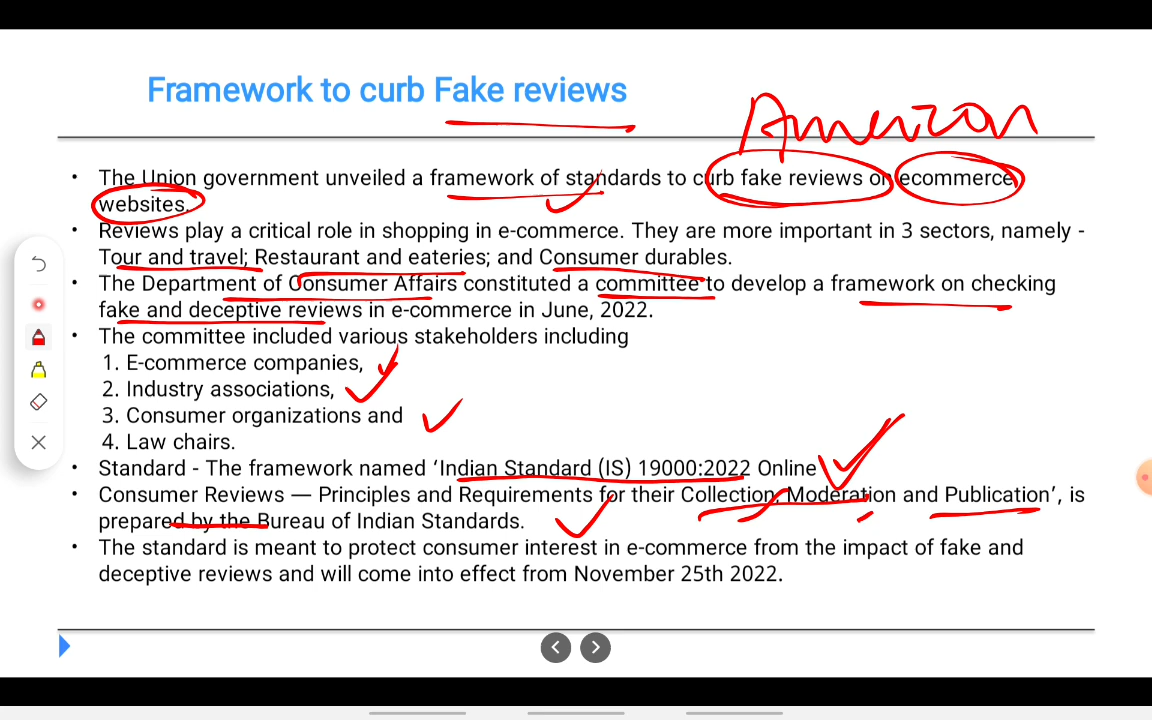 Framework to curb Fake reviews
• The Union government unveiled a framework of standards to curb fake reviews on ecommerce
websites.
• Reviews play a critical role in shopping in e-commerce. They are more important in 3 sectors, namely -
Tour and travel; Restaurant and eateries; and Consumer durables.
• The Department of Consumer Affairs constituted a committee to develop a framework on checking
fake and deceptive reviews in e-commerce in June, 2022.
• The committee included various stakeholders including
1. E-commerce companies,
2. Industry associations,
3. Consumer organizations and
4. Law chairs.
• Standard - The framework named ‘Indian Standard (IS) 19000:2022 Online
• Consumer Reviews — Principles and Requirements for their Collection, Moderation and Publication’, is
prepared by the Bureau of Indian Standards.
• The standard is meant to protect consumer interest in e-commerce from the impact of fake and
deceptive reviews and will come into effect from November 25th 2022.